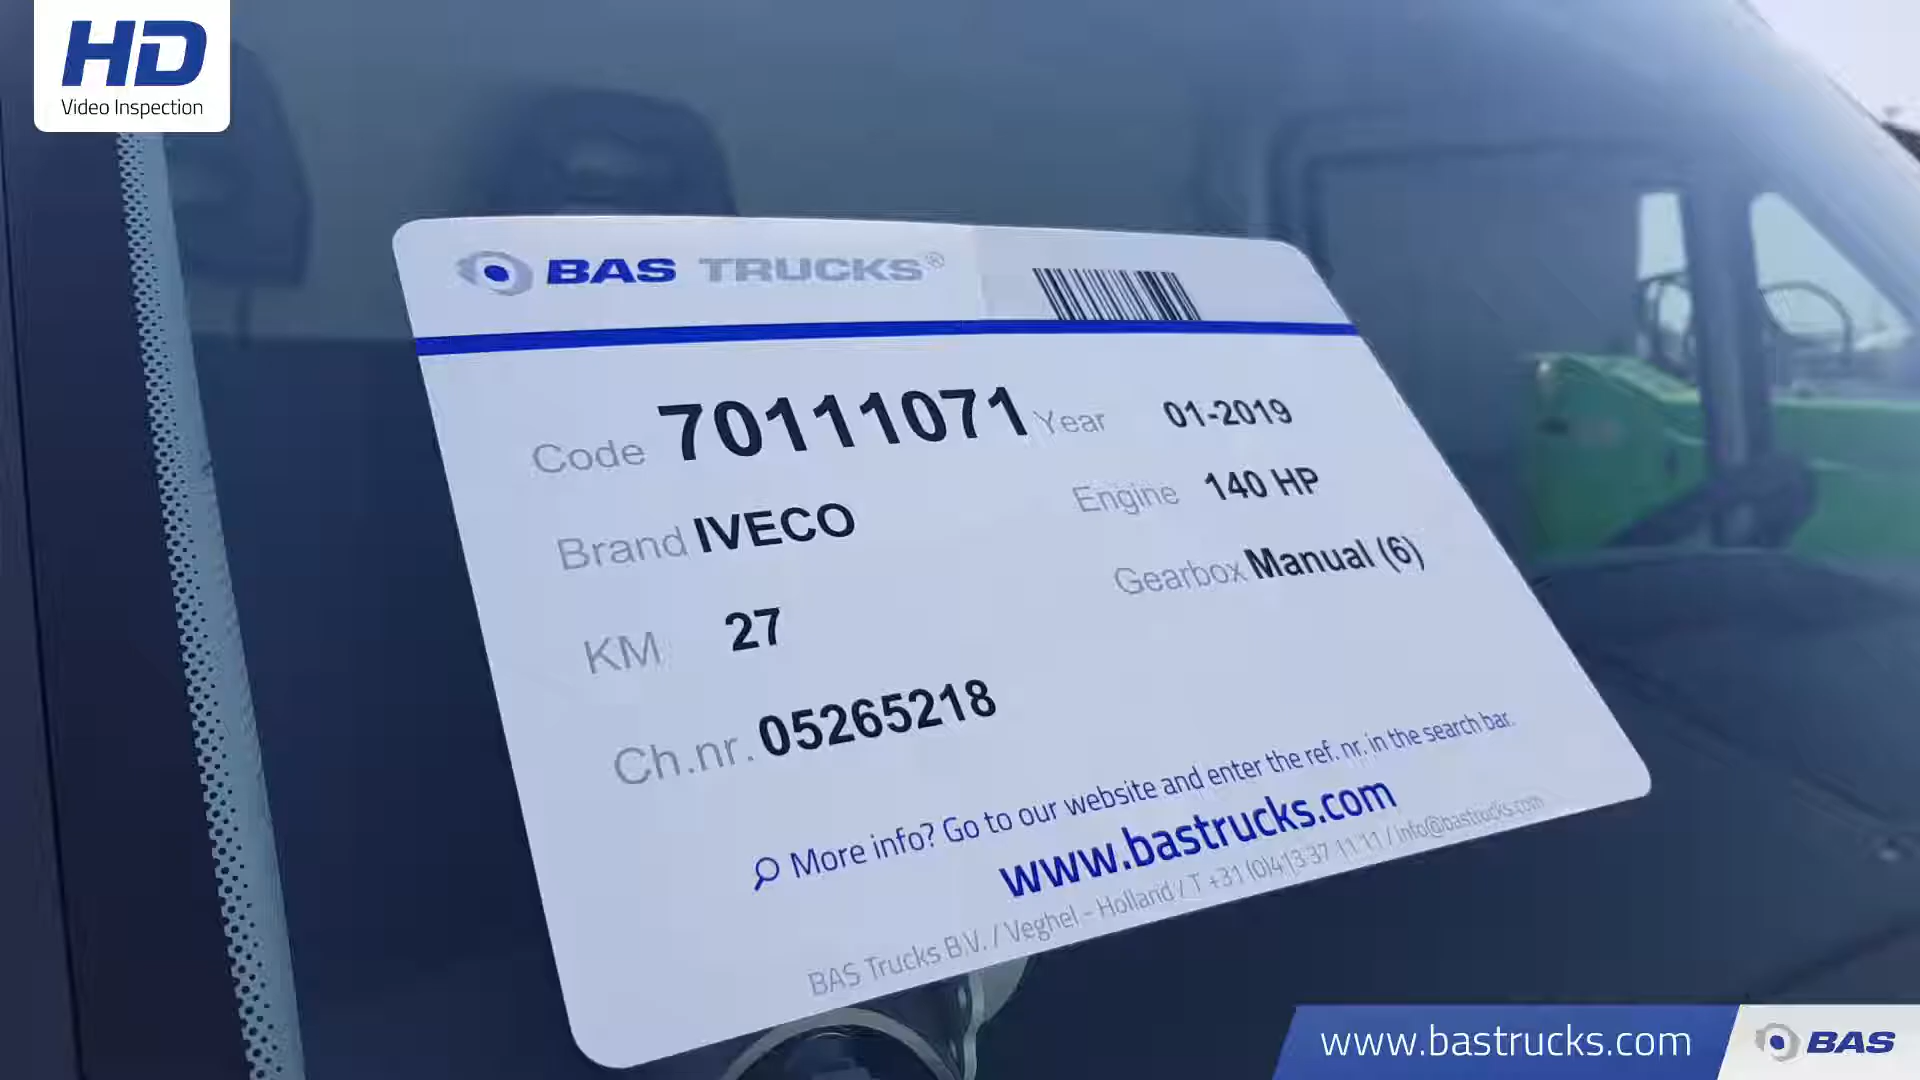 HD
Video Inspection
BAS TRUCKS®
Code 70111071 Year 01-2019
Brand IVECO Engine 140 HP
KM 27 Gearbox Manual (6)
Ch.nr. 05265218
More info? Go to our website and enter the ref. nr. in the search bar.
www.bastrucks.com
BAS Trucks B.V. / Veghel - Holland / T +31 (0)413-37 11 11 / info@bastrucks.com
www.bastrucks.com BAS